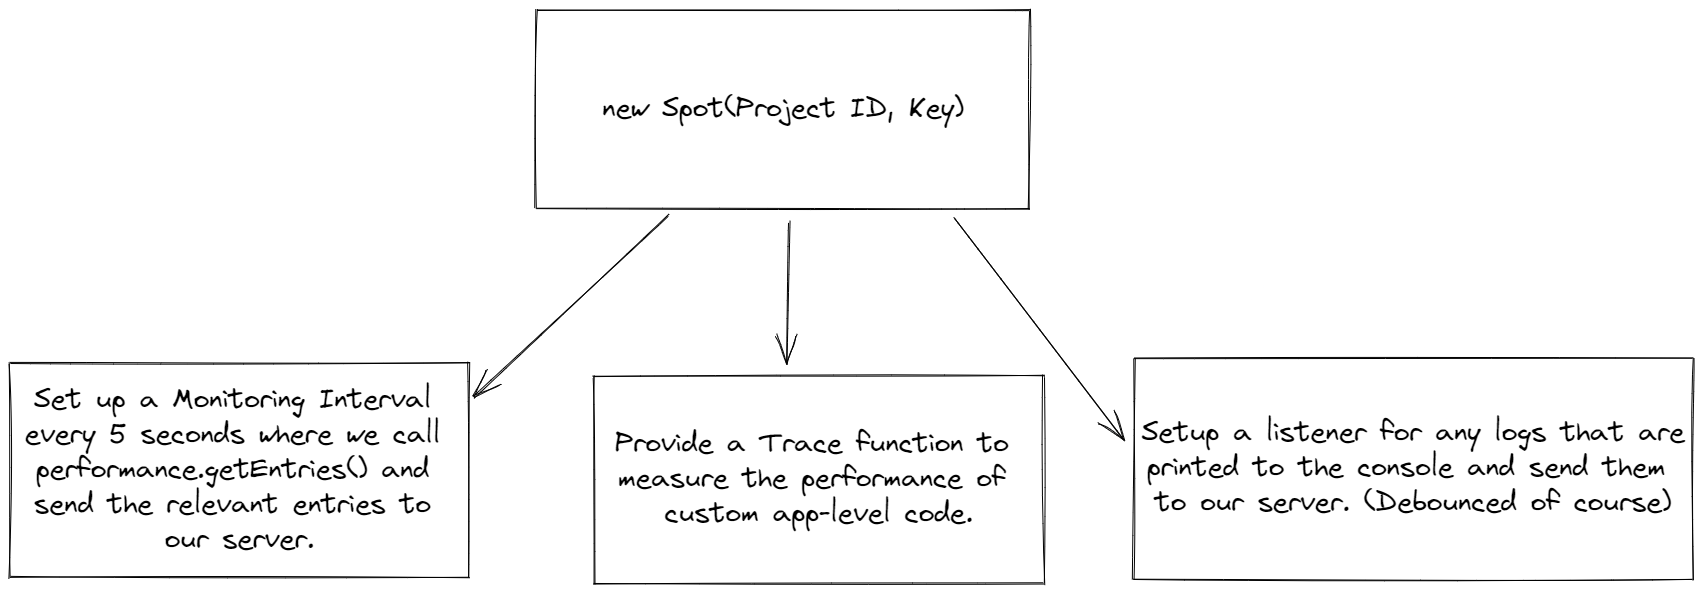 new Spot(Project ID, Key)
Set up a Monitoring Interval
every 5 seconds where we call
performance.getEntries() and
send the relevant entries to
our server.
Provide a Trace function to
measure the performance of
custom app-level code.
Setup a listener for any logs that are
printed to the console and send them
to our server. (Debounced of course)